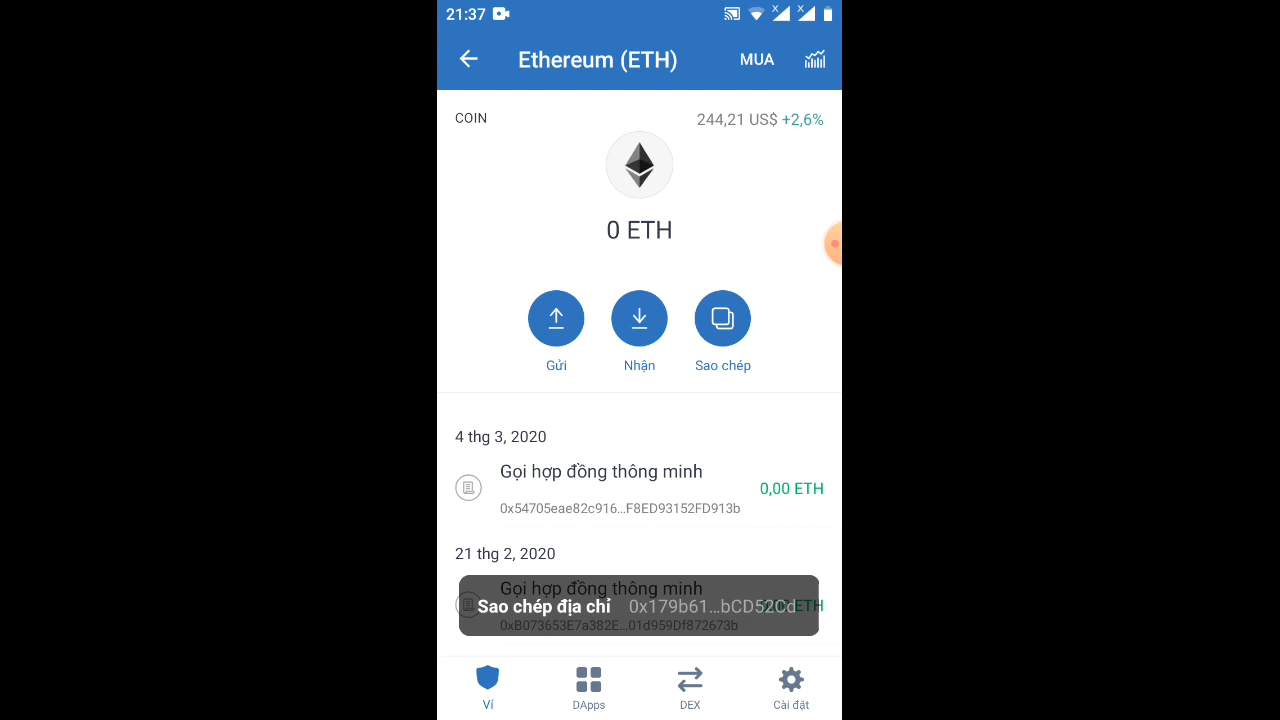 21:37
Ethereum (ETH) MUA
COIN 244,21 US$ +2,6%
0 ETH
Gửi Nhận Sao chép
4 thg 3, 2020
Gọi hợp đồng thông minh
0,00 ETH
0x54705eae82c916...F8ED93152FD913b
21 thg 2, 2020
Gọi hợp đồng thông minh
Sao chép địa chỉ ETH
0xB073653E7a382E...01d959Df872673b
Ví DApps DEX Cài đặt